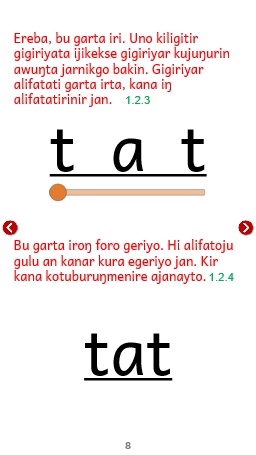 Ereba, bu garta iri. Uno kiligitir
gigiriyata ijikekse gigiriyar kujuŋurin
awuŋta jarnikgo bakin. Gigiriyar
alifatati garta irta, kana iŋ
alifatatirinir jan. 1.2.3
t a t
Bu garta iroŋ foro geriyo. Hi alifatoju
gulu an kanar kura egeriyo jan. Kir
kana kotuburuŋmenire ajanayto. 1.2.4
tat
8